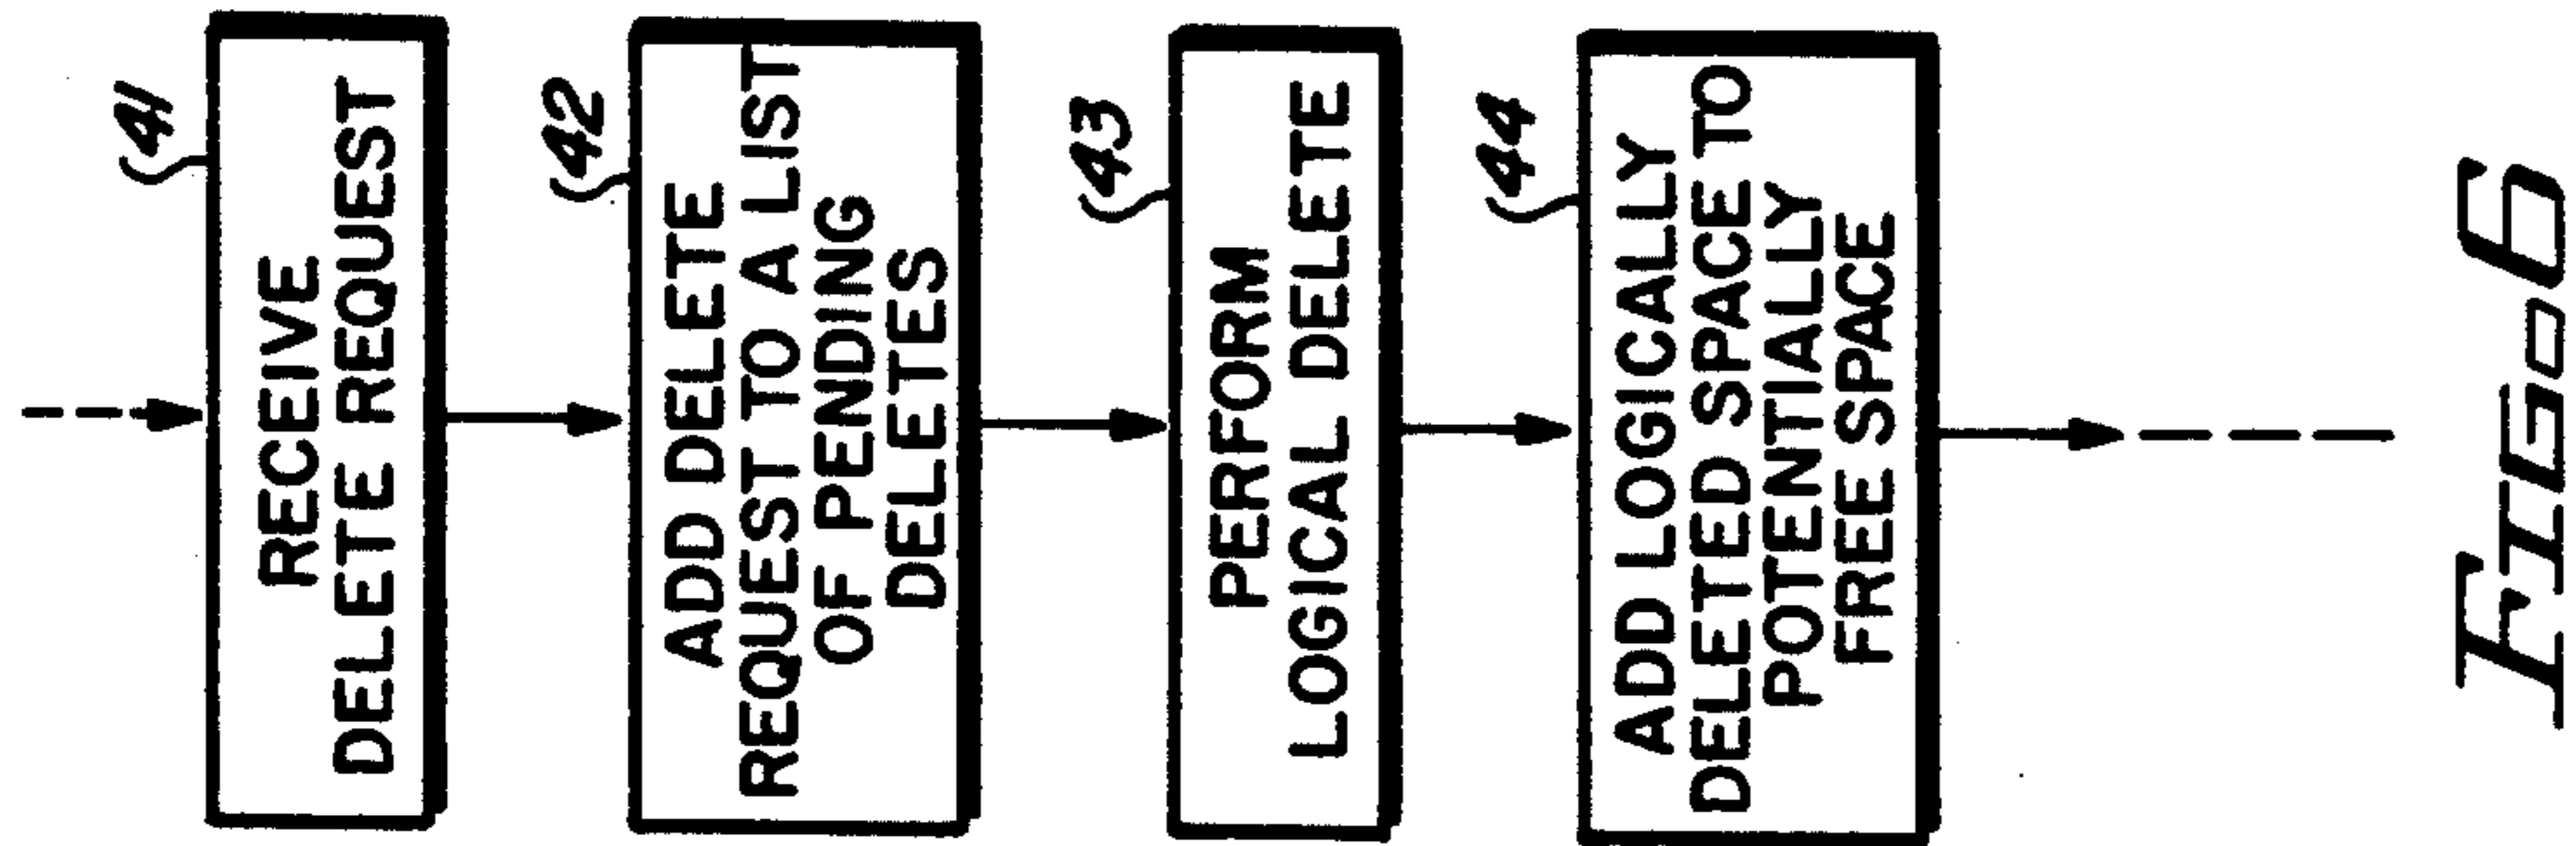 41
RECEIVE
DELETE REQUEST
42
ADD DELETE
REQUEST TO A LIST
OF PENDING
DELETES
43
PERFORM
LOGICAL DELETE
44
ADD LOGICALLY
DELETED SPACE TO
POTENTIALLY
FREE SPACE
FIG. 6